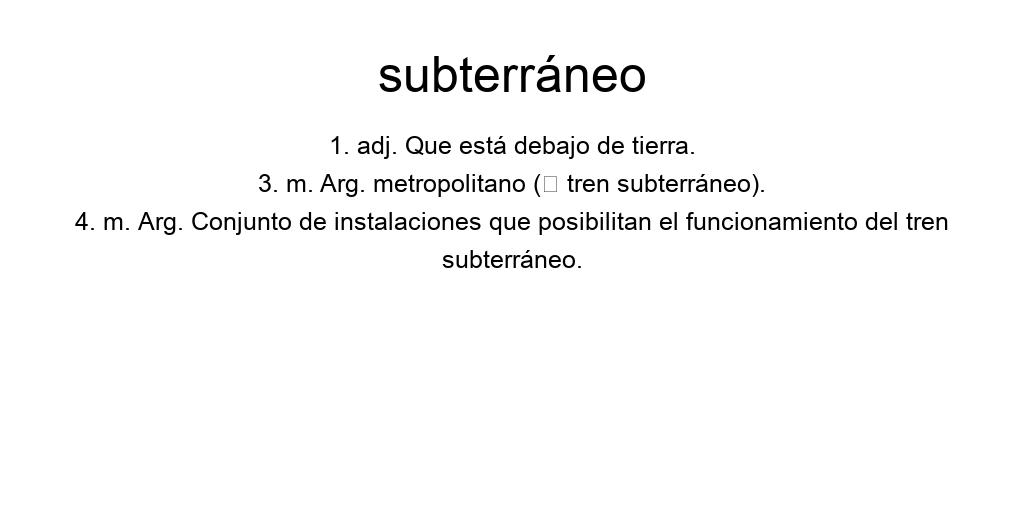 subterráneo
1. adj. Que está debajo de tierra.
3. m. Arg. metropolitano (□ tren subterráneo).
4. m. Arg. Conjunto de instalaciones que posibilitan el funcionamiento del tren
subterráneo.